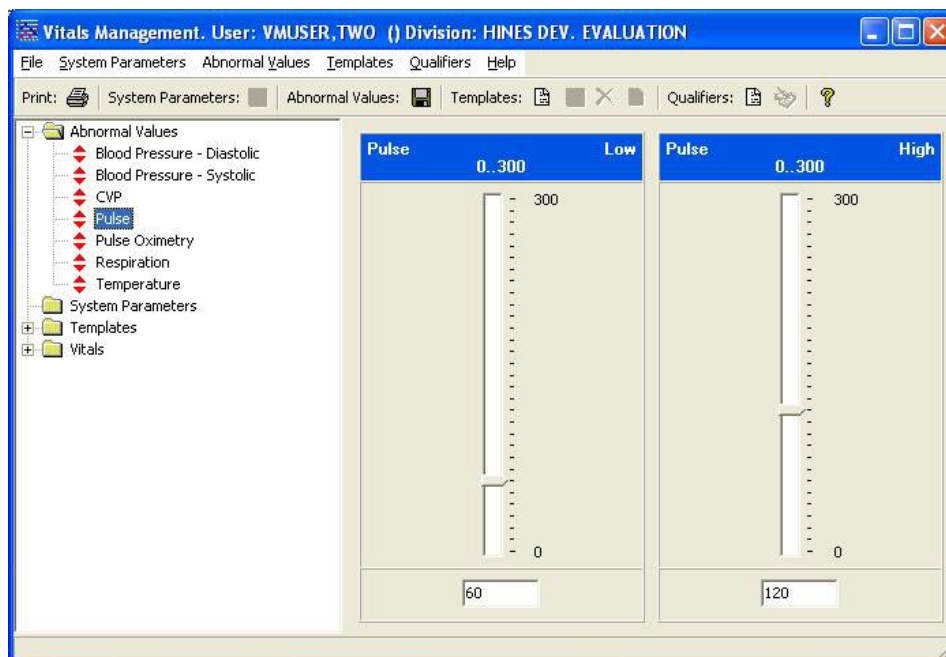 Vitals Management. User: VMUSER,TWO () Division: HINES DEV. EVALUATION
File System Parameters Abnormal Values Templates Qualifiers Help
Print: System Parameters: Abnormal Values: Templates: Qualifiers:
Abnormal Values
Blood Pressure - Diastolic
Blood Pressure - Systolic
CVP
Pulse
Pulse Oximetry
Respiration
Temperature
System Parameters
Templates
Vitals
Pulse Low
0..300
300
0
60
Pulse High
0..300
300
0
120